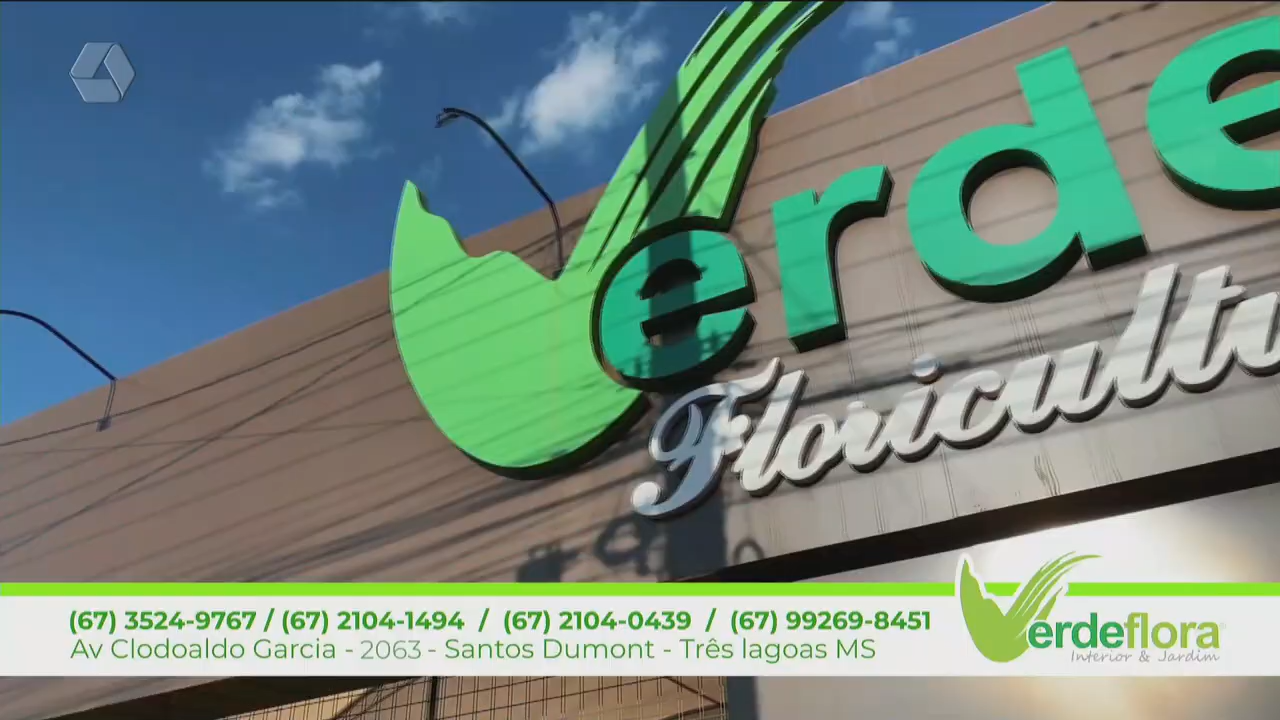 Verde
Floricultu
(67) 3524-9767 / (67) 2104-1494 / (67) 2104-0439 / (67) 99269-8451
Av Clodoaldo Garcia - 2063 - Santos Dumont - Três lagoas MS
Verdeflora
Interior & Jardim